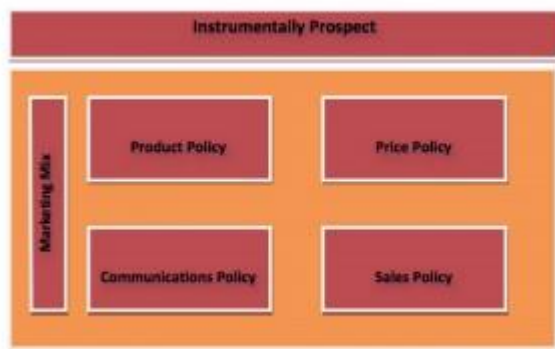 Instrumentally Prospect
Marketing Mix
Product Policy
Price Policy
Communications Policy
Sales Policy